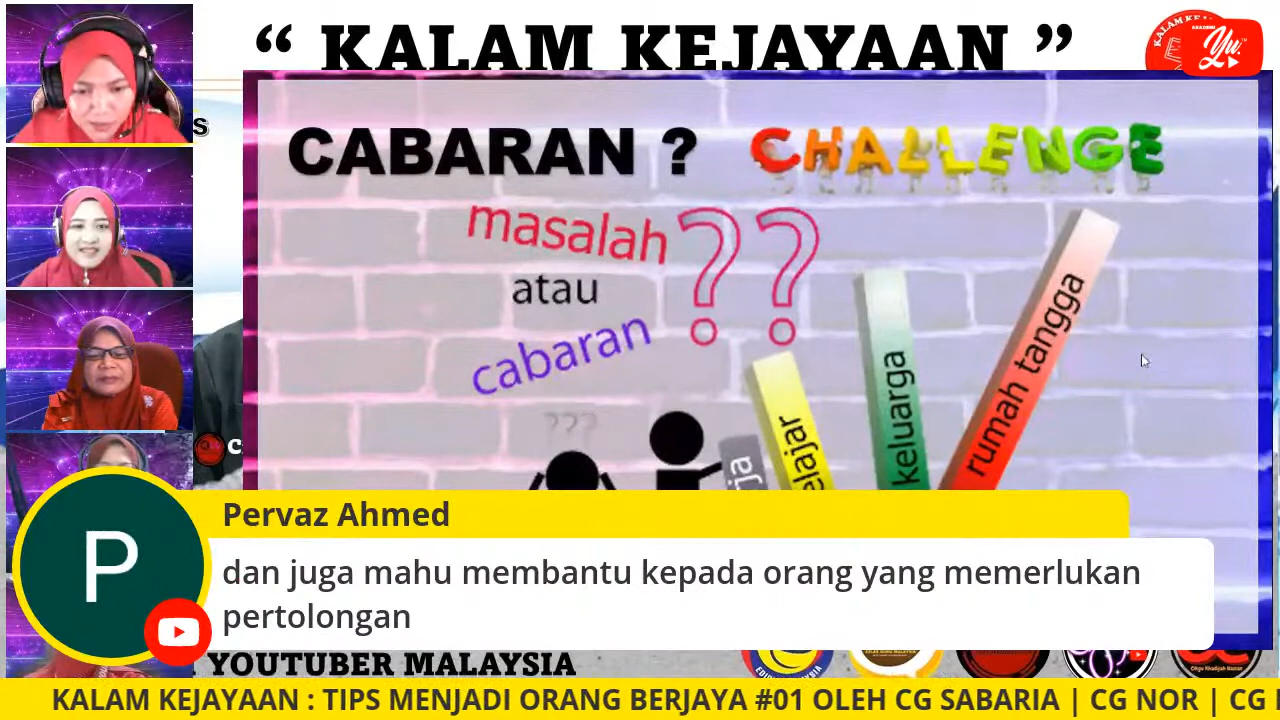 “ KALAM KEJAYAAN ”
CABARAN ? CHALLENGE
masalah ??
atau
cabaran
???
keluarga
rumah tangga
Pervaz Ahmed
P
dan juga mahu membantu kepada orang yang memerlukan
pertolongan
YOUTUBER MALAYSIA
KALAM KEJAYAAN : TIPS MENJADI ORANG BERJAYA #01 OLEH CG SABARIA | CG NOR | CG